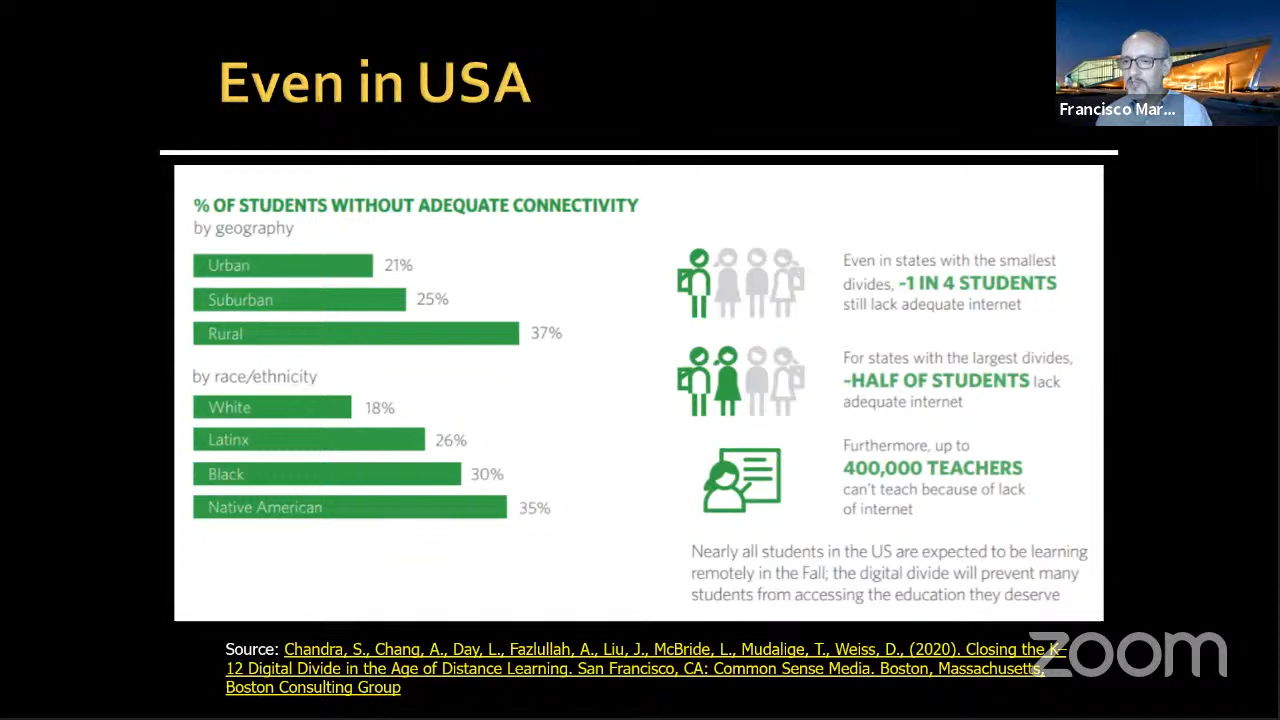 Even in USA
Francisco Mar...
% OF STUDENTS WITHOUT ADEQUATE CONNECTIVITY
by geography
Urban 21%
Suburban 25%
Rural 37%
by race/ethnicity
White 18%
Latinx 26%
Black 30%
Native American 35%
Even in states with the smallest
divides, ~1 IN 4 STUDENTS
still lack adequate internet
For states with the largest divides,
~HALF OF STUDENTS lack
adequate internet
Furthermore, up to
400,000 TEACHERS
can't teach because of lack
of internet
Nearly all students in the US are expected to be learning
remotely in the Fall; the digital divide will prevent many
students from accessing the education they deserve
Source: Chandra, S., Chang, A., Day, L., Fazlullah, A., Liu, J., McBride, L., Mudalige, T., Weiss, D., (2020). Closing the K–
12 Digital Divide in the Age of Distance Learning. San Francisco, CA: Common Sense Media. Boston, Massachusetts,
Boston Consulting Group
zoom